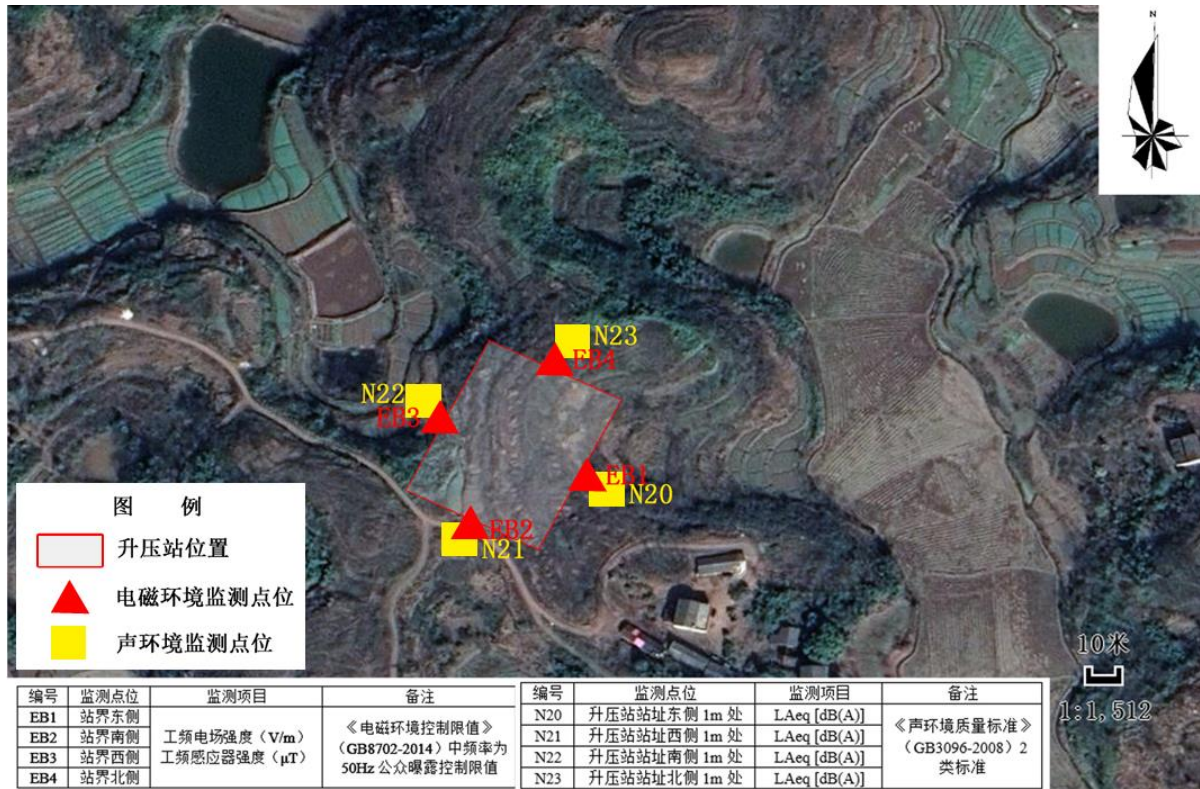 N
N23
EB4
N22
EB3
EB1
N20
EB2
N21
图 例
升压站位置
电磁环境监测点位
声环境监测点位
10米
1:1,512
编号 监测点位 监测项目 备注
EB1 站界东侧
EB2 站界南侧
EB3 站界西侧
EB4 站界北侧
工频电场强度（V/m）
工频感应器强度（μT）
《电磁环境控制限值》
（GB8702-2014）中频率为
50Hz 公众曝露控制限值
编号 监测点位 监测项目 备注
N20 升压站站址东侧 1m 处 LAeq [dB(A)]
N21 升压站站址西侧 1m 处 LAeq [dB(A)]
N22 升压站站址南侧 1m 处 LAeq [dB(A)]
N23 升压站站址北侧 1m 处 LAeq [dB(A)]
《声环境质量标准》
（GB3096-2008）2
类标准